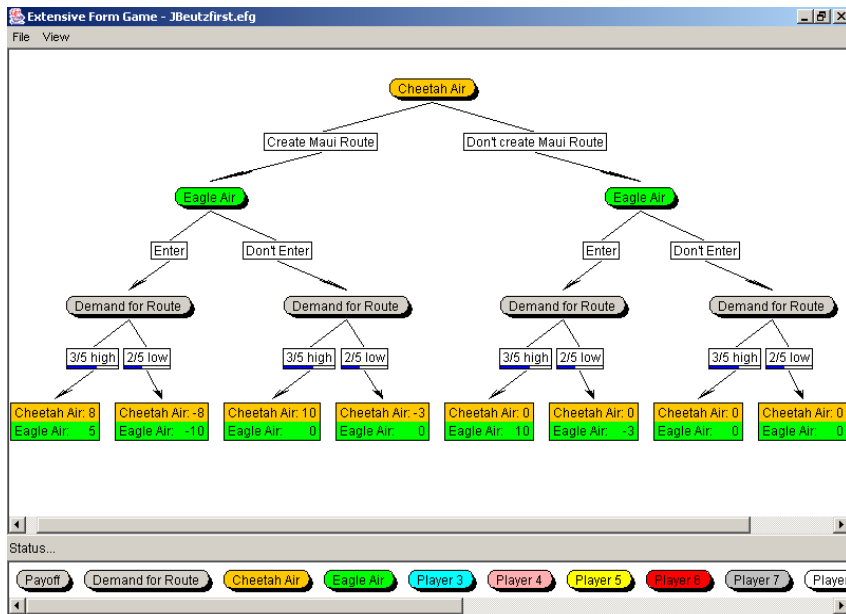 Extensive Form Game - JBeutzfirst.efg
File View
Cheetah Air
Create Maui Route Don't create Maui Route
Eagle Air Eagle Air
Enter Don't Enter Enter Don't Enter
Demand for Route Demand for Route Demand for Route Demand for Route
3/5 high 2/5 low 3/5 high 2/5 low 3/5 high 2/5 low 3/5 high 2/5 low
Cheetah Air: 8 Cheetah Air: -8 Cheetah Air: 10 Cheetah Air: -3 Cheetah Air: 0 Cheetah Air: 0 Cheetah Air: 0 Cheetah Air: 0
Eagle Air: 5 Eagle Air: -10 Eagle Air: 0 Eagle Air: 0 Eagle Air: 10 Eagle Air: -3 Eagle Air: 0 Eagle Air: 0
Status...
Payoff Demand for Route Cheetah Air Eagle Air Player 3 Player 4 Player 5 Player 6 Player 7 Player